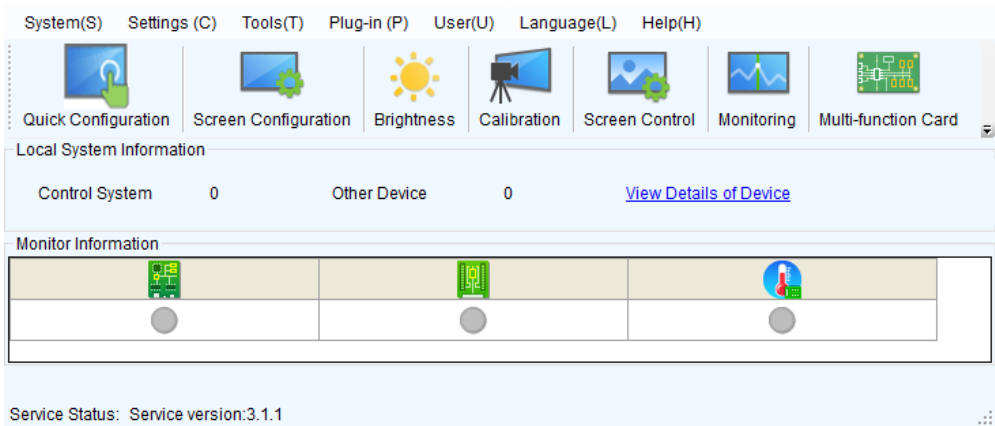 System(S) Settings (C) Tools(T) Plug-in (P) User(U) Language(L) Help(H)
Quick Configuration Screen Configuration Brightness Calibration Screen Control Monitoring Multi-function Card
Local System Information
Control System 0 Other Device 0 View Details of Device
Monitor Information
Service Status: Service version:3.1.1